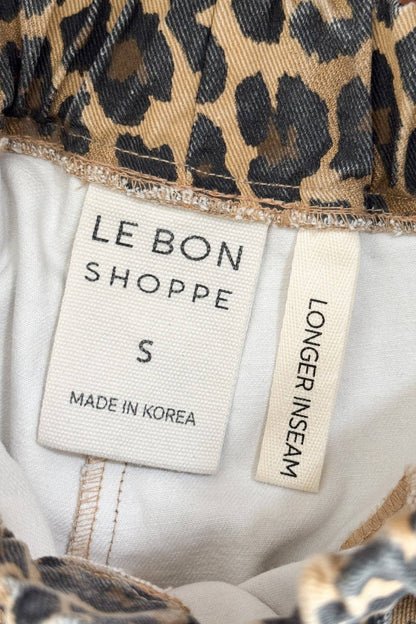 LE BON
SHOPPE
S
MADE IN KOREA
LONGER INSEAM